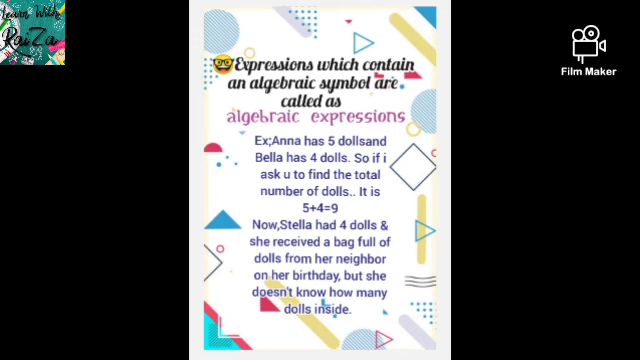 Learn With
RaiZa
Film Maker
🤓Expressions which contain
an algebraic symbol are
called as
algebraic expressions
Ex;Anna has 5 dollsand
Bella has 4 dolls. So if i
ask u to find the total
number of dolls.. It is
5+4=9
Now,Stella had 4 dolls &
she received a bag full of
dolls from her neighbor
on her birthday, but she
doesn't know how many
dolls inside.